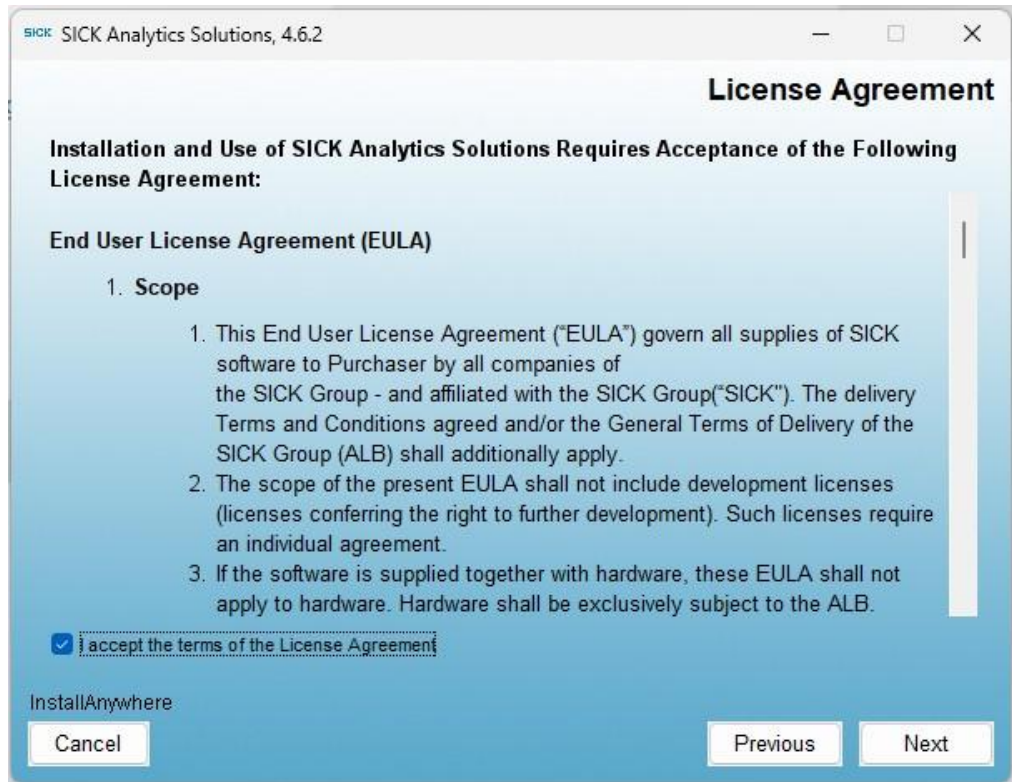 SICK SICK Analytics Solutions, 4.6.2
License Agreement
Installation and Use of SICK Analytics Solutions Requires Acceptance of the Following
License Agreement:
End User License Agreement (EULA)
1. Scope
1. This End User License Agreement (“EULA”) govern all supplies of SICK
software to Purchaser by all companies of
the SICK Group - and affiliated with the SICK Group(“SICK"). The delivery
Terms and Conditions agreed and/or the General Terms of Delivery of the
SICK Group (ALB) shall additionally apply.
2. The scope of the present EULA shall not include development licenses
(licenses conferring the right to further development). Such licenses require
an individual agreement.
3. If the software is supplied together with hardware, these EULA shall not
apply to hardware. Hardware shall be exclusively subject to the ALB.
I accept the terms of the License Agreement
InstallAnywhere
Cancel
Previous
Next